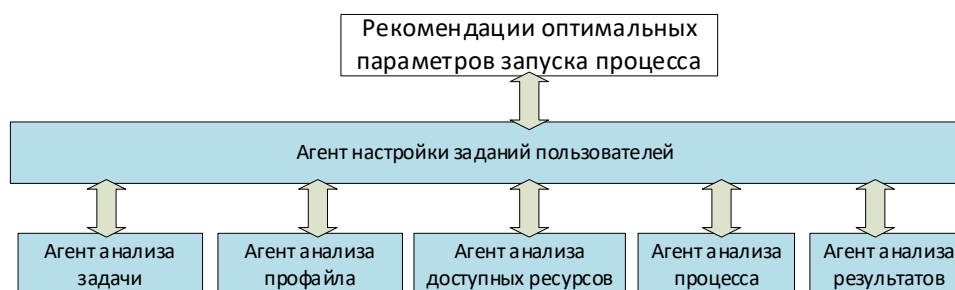 Рекомендации оптимальных
параметров запуска процесса
Агент настройки заданий пользователей
Агент анализа
задачи
Агент анализа
профайла
Агент анализа
доступных ресурсов
Агент анализа
процесса
Агент анализа
результатов